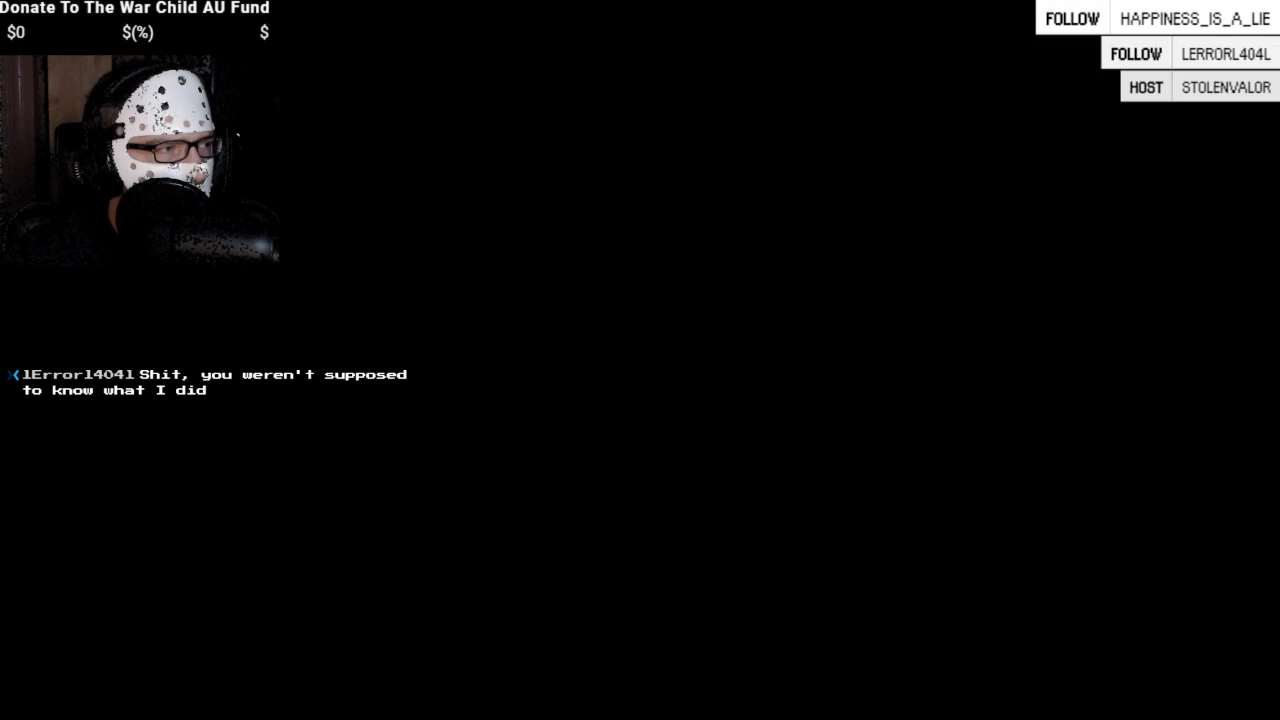 Donate To The War Child AU Fund
$0 $(%) $
FOLLOW HAPPINESS_IS_A_LIE
FOLLOW LERRORL404L
HOST STOLENVALOR
lErrorl404l Shit, you weren't supposed
to know what I did